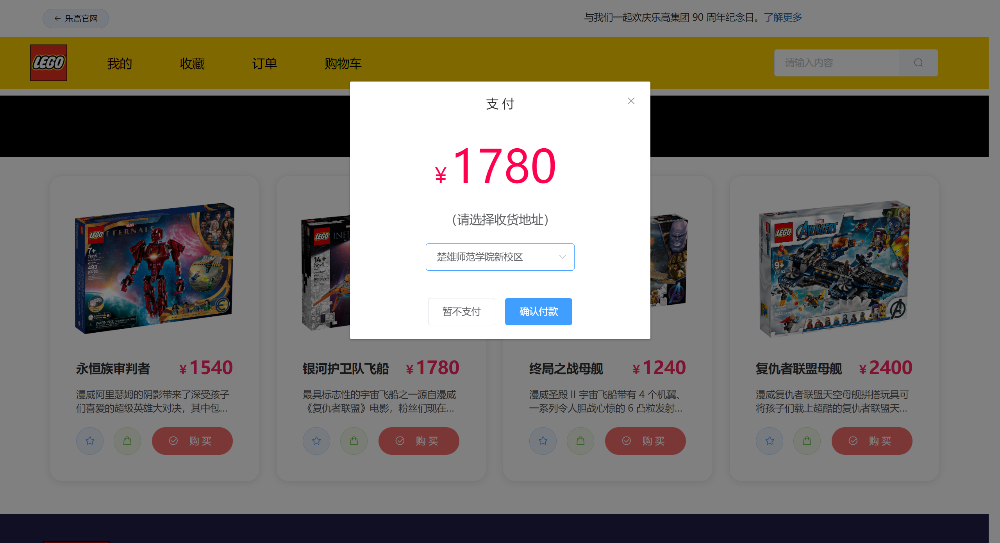 乐高官网
与我们一起欢庆乐高集团 90 周年纪念日。了解更多
LEGO
我的
收藏
订单
购物车
请输入内容
支 付
¥ 1780
(请选择收货地址)
楚雄师范学院新校区
暂不支付
确认付款
MARVEL
LEGO
ETERNALS
7+
76155
493
pcs/pzs
WARNING: CHOKING HAZARD
LEGO
INFI
14+
76193
The
Guardians'
Ship
1901 pcs/pzs
MARVEL
LEGO
AVENGERS
9+
76153
1244
永恒族审判者
¥ 1540
漫威阿里瑟姆的阴影带来了深受孩子
们喜爱的超级英雄大对决，其中包...
购 买
银河护卫队飞船
¥ 1780
最具标志性的宇宙飞船之一源自漫威
《复仇者联盟》电影，粉丝们现在...
购 买
终局之战母舰
¥ 1240
漫威圣殿 II 宇宙飞船带有 4 个机翼、
一系列令人胆战心惊的 6 凸粒发射...
购 买
复仇者联盟母舰
¥ 2400
漫威复仇者联盟天空母舰拼搭玩具可
将孩子们载上超酷的复仇者联盟天...
购 买